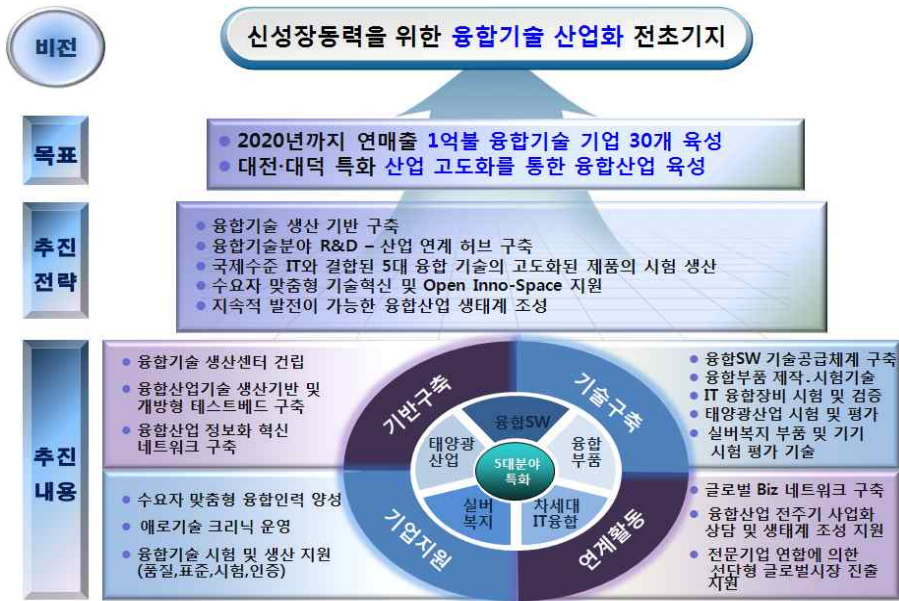 비전
신성장동력을 위한 융합기술 산업화 전초기지
목표
• 2020년까지 연매출 1억불 융합기술 기업 30개 육성
• 대전·대덕 특화 산업 고도화를 통한 융합산업 육성
추진
전략
• 융합기술 생산 기반 구축
• 융합기술분야 R&D – 산업 연계 허브 구축
• 국제수준 IT와 결합된 5대 융합 기술의 고도화된 제품의 시험 생산
• 수요자 맞춤형 기술혁신 및 Open Inno-Space 지원
• 지속적 발전이 가능한 융합산업 생태계 조성
추진
내용
• 융합기술 생산센터 건립
• 융합산업기술 생산기반 및
개방형 테스트베드 구축
• 융합산업 정보화 혁신
네트워크 구축
기반구축
기술구축
• 융합SW 기술공급체계 구축
• 융합부품 제작.시험기술
• IT 융합장비 시험 및 검증
• 태양광산업 시험 및 평가
• 실버복지 부품 및 기기
시험 평가 기술
융합SW
태양광
산업
융합
부품
5대분야
특화
실버
복지
차세대
IT융합
• 수요자 맞춤형 융합인력 양성
• 애로기술 크리닉 운영
• 융합기술 시험 및 생산 지원
(품질,표준,시험,인증)
기업지원
연계활동
• 글로벌 Biz 네트워크 구축
• 융합산업 전주기 사업화
상담 및 생태계 조성 지원
• 전문기업 연합에 의한
선단형 글로벌시장 진출
지원